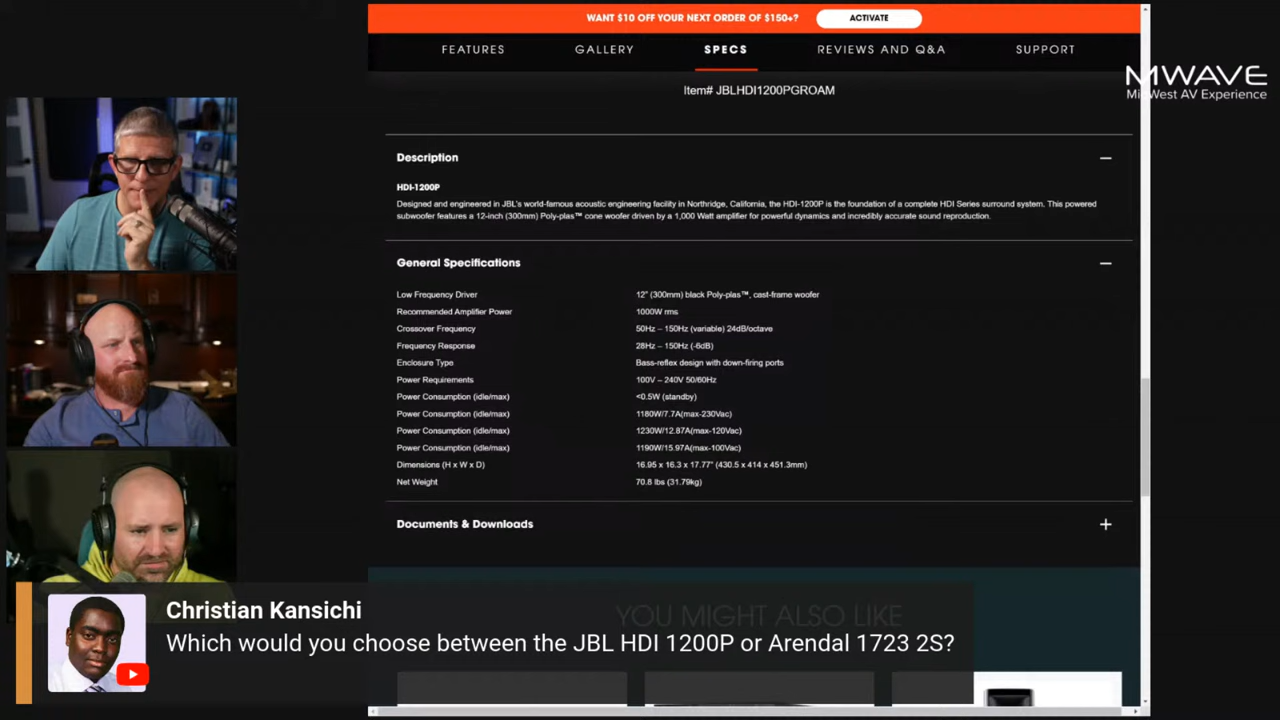 WANT $10 OFF YOUR NEXT ORDER OF $150+? ACTIVATE
FEATURES GALLERY SPECS REVIEWS AND Q&A SUPPORT
MWAVE
MidWest AV Experience
Item# JBLHDI1200PGROAM
Description
HDI-1200P
Designed and engineered in JBL's world-famous acoustic engineering facility in Northridge, California, the HDI-1200P is the foundation of a complete HDI Series surround system. This powered
subwoofer features a 12-inch (300mm) Poly-plas™ cone woofer driven by a 1,000 Watt amplifier for powerful dynamics and incredibly accurate sound reproduction.
General Specifications
Low Frequency Driver 12" (300mm) black Poly-plas™, cast-frame woofer
Recommended Amplifier Power 1000W rms
Crossover Frequency 50Hz – 150Hz (variable) 24dB/octave
Frequency Response 28Hz – 150Hz (-6dB)
Enclosure Type Bass-reflex design with down-firing ports
Power Requirements 100V – 240V 50/60Hz
Power Consumption (idle/max) <0.5W (standby)
Power Consumption (idle/max) 1180W/7.7A(max-230Vac)
Power Consumption (idle/max) 1230W/12.87A(max-120Vac)
Power Consumption (idle/max) 1190W/15.97A(max-100Vac)
Dimensions (H x W x D) 16.95 x 16.3 x 17.77" (430.5 x 414 x 451.3mm)
Net Weight 70.8 lbs (31.79kg)
Documents & Downloads
YOU MIGHT ALSO LIKE
Christian Kansichi
Which would you choose between the JBL HDI 1200P or Arendal 1723 2S?